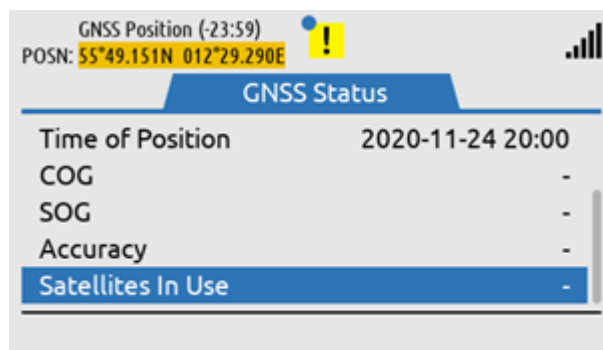 GNSS Position (-23:59)
POSN: 55°49.151N 012°29.290E
!
GNSS Status
Time of Position 2020-11-24 20:00
COG -
SOG -
Accuracy -
Satellites In Use -